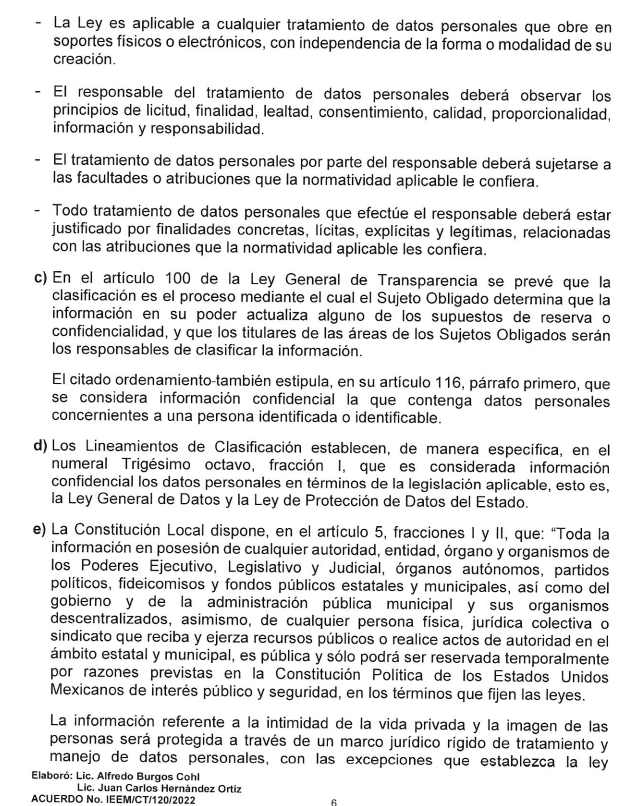 - La Ley es aplicable a cualquier tratamiento de datos personales que obre en
soportes físicos o electrónicos, con independencia de la forma o modalidad de su
creación.
- El responsable del tratamiento de datos personales deberá observar los
principios de licitud, finalidad, lealtad, consentimiento, calidad, proporcionalidad,
información y responsabilidad.
- El tratamiento de datos personales por parte del responsable deberá sujetarse a
las facultades o atribuciones que la normatividad aplicable le confiera.
- Todo tratamiento de datos personales que efectúe el responsable deberá estar
justificado por finalidades concretas, lícitas, explícitas y legítimas, relacionadas
con las atribuciones que la normatividad aplicable les confiera.
c) En el artículo 100 de la Ley General de Transparencia se prevé que la
clasificación es el proceso mediante el cual el Sujeto Obligado determina que la
información en su poder actualiza alguno de los supuestos de reserva o
confidencialidad, y que los titulares de las áreas de los Sujetos Obligados serán
los responsables de clasificar la información.
El citado ordenamiento-también estipula, en su artículo 116, párrafo primero, que
se considera información confidencial la que contenga datos personales
concernientes a una persona identificada o identificable.
d) Los Lineamientos de Clasificación establecen, de manera específica, en el
numeral Trigésimo octavo, fracción I, que es considerada información
confidencial los datos personales en términos de la legislación aplicable, esto es,
la Ley General de Datos y la Ley de Protección de Datos del Estado.
e) La Constitución Local dispone, en el artículo 5, fracciones I y II, que: “Toda la
información en posesión de cualquier autoridad, entidad, órgano y organismos de
los Poderes Ejecutivo, Legislativo y Judicial, órganos autónomos, partidos
políticos, fideicomisos y fondos públicos estatales y municipales, así como del
gobierno y de la administración pública municipal y sus organismos
descentralizados, asimismo, de cualquier persona física, jurídica colectiva o
sindicato que reciba y ejerza recursos públicos o realice actos de autoridad en el
ámbito estatal y municipal, es pública y sólo podrá ser reservada temporalmente
por razones previstas en la Constitución Política de los Estados Unidos
Mexicanos de interés público y seguridad, en los términos que fijen las leyes.
La información referente a la intimidad de la vida privada y la imagen de las
personas será protegida a través de un marco jurídico rígido de tratamiento y
manejo de datos personales, con las excepciones que establezca la ley
Elaboró: Lic. Alfredo Burgos Cohl
Lic. Juan Carlos Hernández Ortiz
ACUERDO No. IEEM/CT/120/2022
6